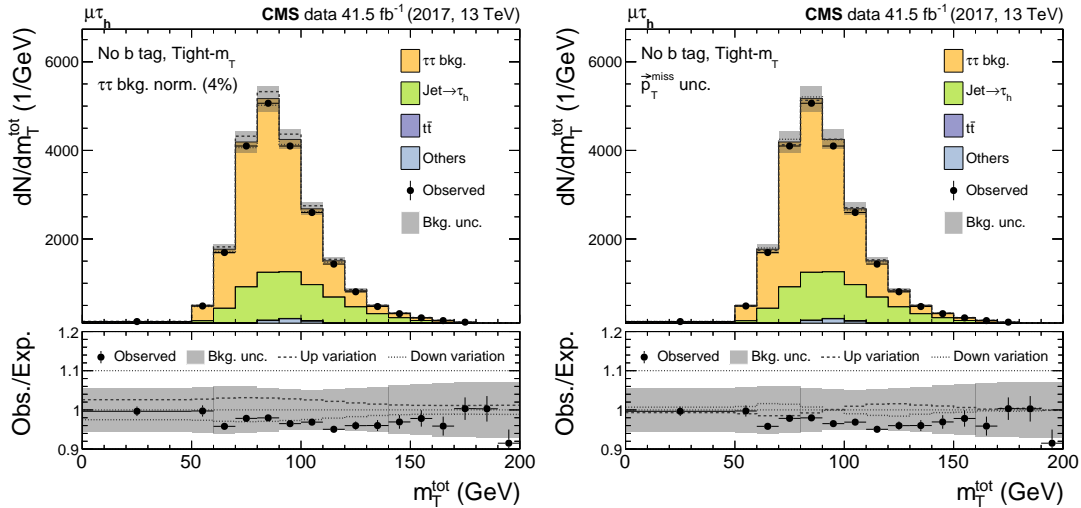 μτh
CMS data 41.5 fb⁻¹ (2017, 13 TeV)
dN/dmTtot (1/GeV)
6000
4000
2000
No b tag, Tight-mT
ττ bkg. norm. (4%)
ττ bkg.
Jet→τh
tt̄
Others
Observed
Bkg. unc.
Obs./Exp.
1.2
1.1
1
0.9
Observed
Bkg. unc.
Up variation
Down variation
0
50
100
150
200
mTtot (GeV)
μτh
CMS data 41.5 fb⁻¹ (2017, 13 TeV)
dN/dmTtot (1/GeV)
6000
4000
2000
No b tag, Tight-mT
p⃗Tmiss unc.
ττ bkg.
Jet→τh
tt̄
Others
Observed
Bkg. unc.
Obs./Exp.
1.2
1.1
1
0.9
Observed
Bkg. unc.
Up variation
Down variation
0
50
100
150
200
mTtot (GeV)